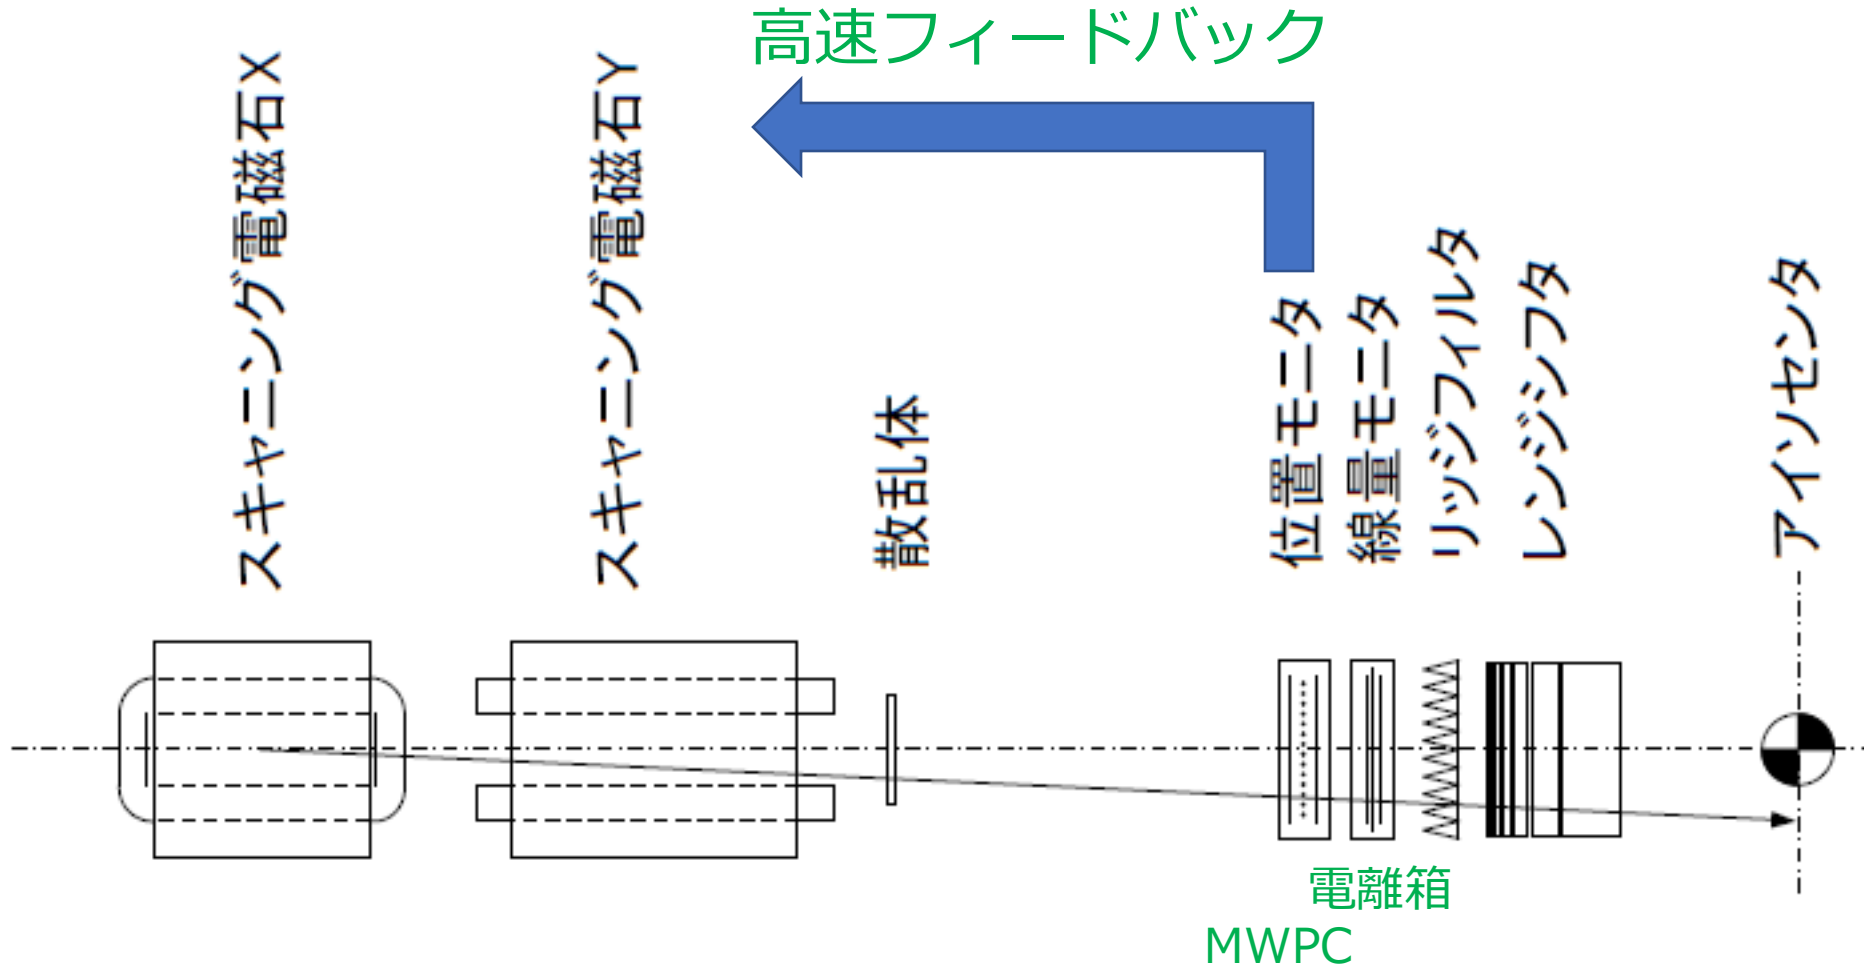 高速フィードバック
スキャニング電磁石X
スキャニング電磁石Y
散乱体
位置モニタ
線量モニタ
リッジフィルタ
レンジシフタ
アイソセンタ
電離箱
MWPC